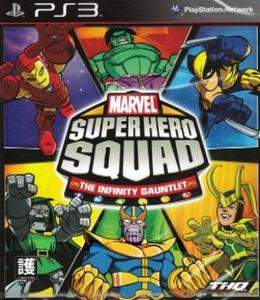 PS3
PlayStation Network
MARVEL
SUPER HERO
SQUAD
THE INFINITY GAUNTLET
護
THQ